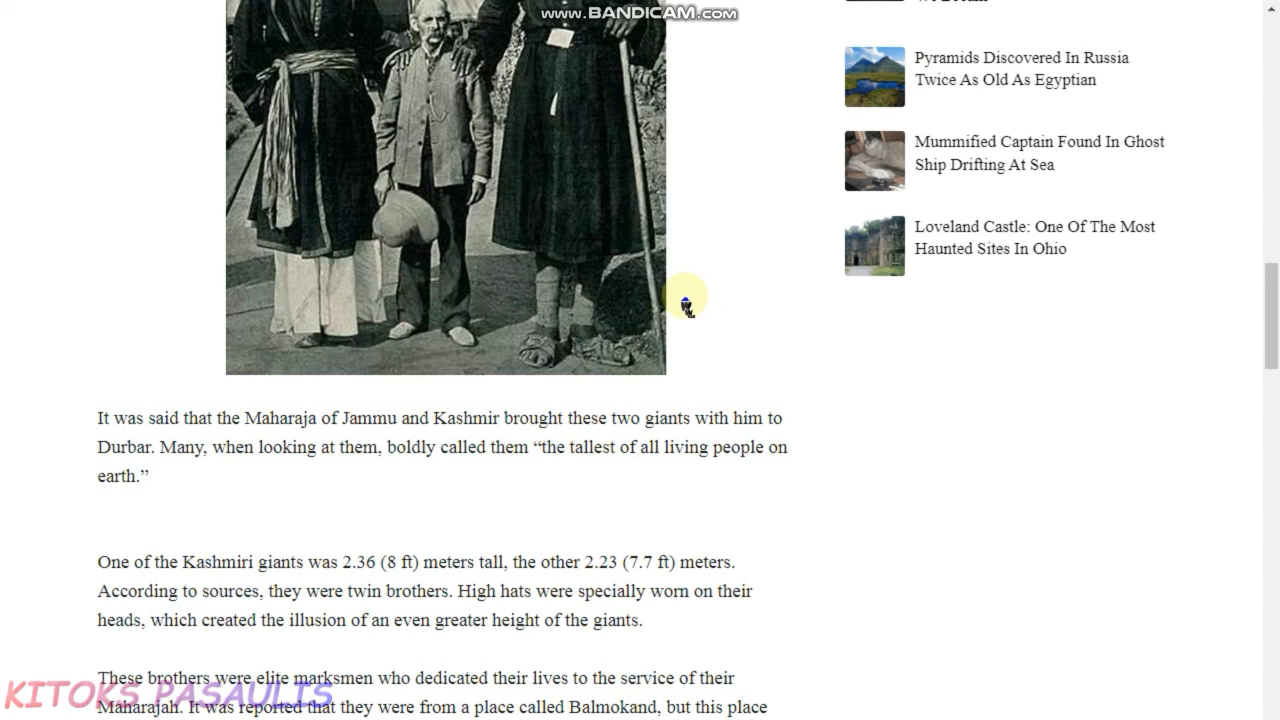 www.BANDICAM.com
Pyramids Discovered In Russia
Twice As Old As Egyptian
Mummified Captain Found In Ghost
Ship Drifting At Sea
Loveland Castle: One Of The Most
Haunted Sites In Ohio
It was said that the Maharaja of Jammu and Kashmir brought these two giants with him to
Durbar. Many, when looking at them, boldly called them “the tallest of all living people on
earth.”
One of the Kashmiri giants was 2.36 (8 ft) meters tall, the other 2.23 (7.7 ft) meters.
According to sources, they were twin brothers. High hats were specially worn on their
heads, which created the illusion of an even greater height of the giants.
These brothers were elite marksmen who dedicated their lives to the service of their
Maharajah. It was reported that they were from a place called Balmokand, but this place
KITOKS PASAULIS